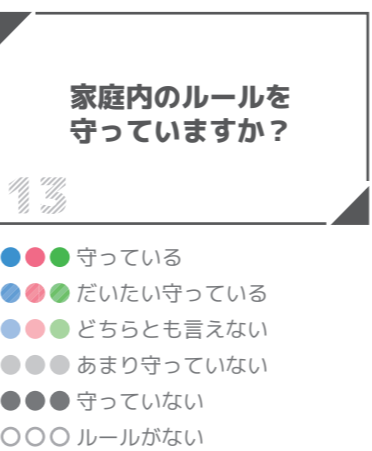 家庭内のルールを
守っていますか？
13
守っている
だいたい守っている
どちらとも言えない
あまり守っていない
守っていない
ルールがない